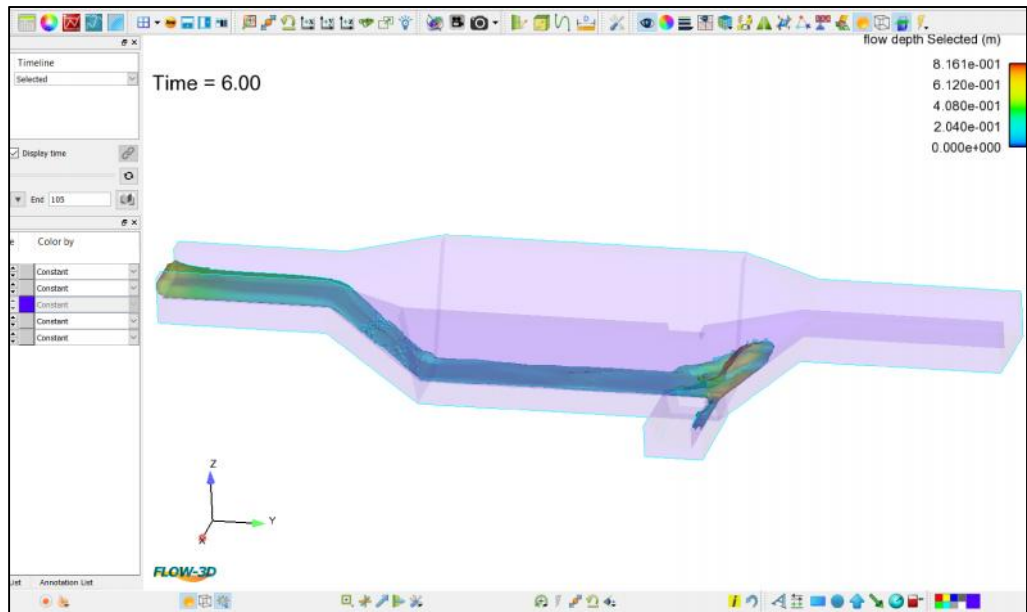 flow depth Selected (m)
8.161e-001
6.120e-001
4.080e-001
2.040e-001
0.000e+000
Time = 6.00
Timeline
Selected
Display time
End 105
Color by
Constant
Constant
Constant
Constant
Constant
Z
Y
X
FLOW-3D
Annotation List